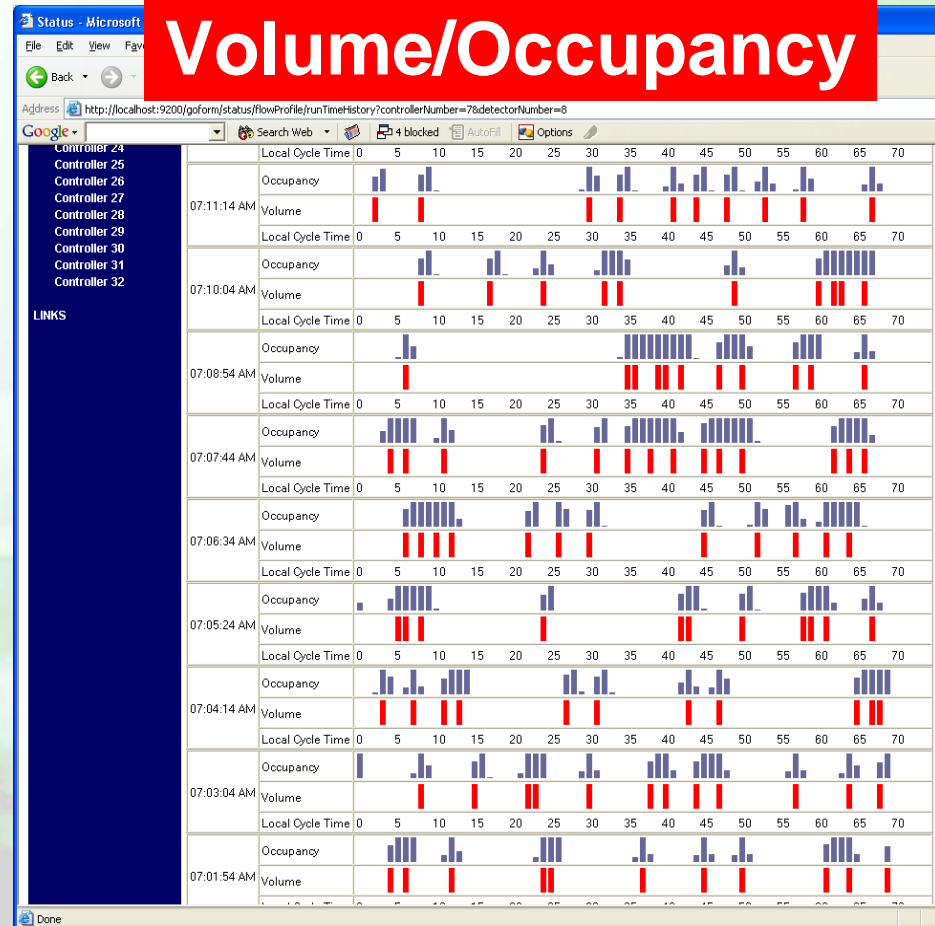 Volume/Occupancy
Status - Microsoft
File Edit View Fav
Back
Address http://localhost:9200/goform/status/flowProfile/runTimeHistory?controllerNumber=7&detectorNumber=8
Google Search Web 4 blocked AutoFill Options
Controller 24
Controller 25
Controller 26
Controller 27
Controller 28
Controller 29
Controller 30
Controller 31
Controller 32
LINKS
Local Cycle Time 0 5 10 15 20 25 30 35 40 45 50 55 60 65 70
Occupancy
07:11:14 AM
Volume
Local Cycle Time 0 5 10 15 20 25 30 35 40 45 50 55 60 65 70
Occupancy
07:10:04 AM
Volume
Local Cycle Time 0 5 10 15 20 25 30 35 40 45 50 55 60 65 70
Occupancy
07:08:54 AM
Volume
Local Cycle Time 0 5 10 15 20 25 30 35 40 45 50 55 60 65 70
Occupancy
07:07:44 AM
Volume
Local Cycle Time 0 5 10 15 20 25 30 35 40 45 50 55 60 65 70
Occupancy
07:06:34 AM
Volume
Local Cycle Time 0 5 10 15 20 25 30 35 40 45 50 55 60 65 70
Occupancy
07:05:24 AM
Volume
Local Cycle Time 0 5 10 15 20 25 30 35 40 45 50 55 60 65 70
Occupancy
07:04:14 AM
Volume
Local Cycle Time 0 5 10 15 20 25 30 35 40 45 50 55 60 65 70
Occupancy
07:03:04 AM
Volume
Local Cycle Time 0 5 10 15 20 25 30 35 40 45 50 55 60 65 70
Occupancy
07:01:54 AM
Volume
Done